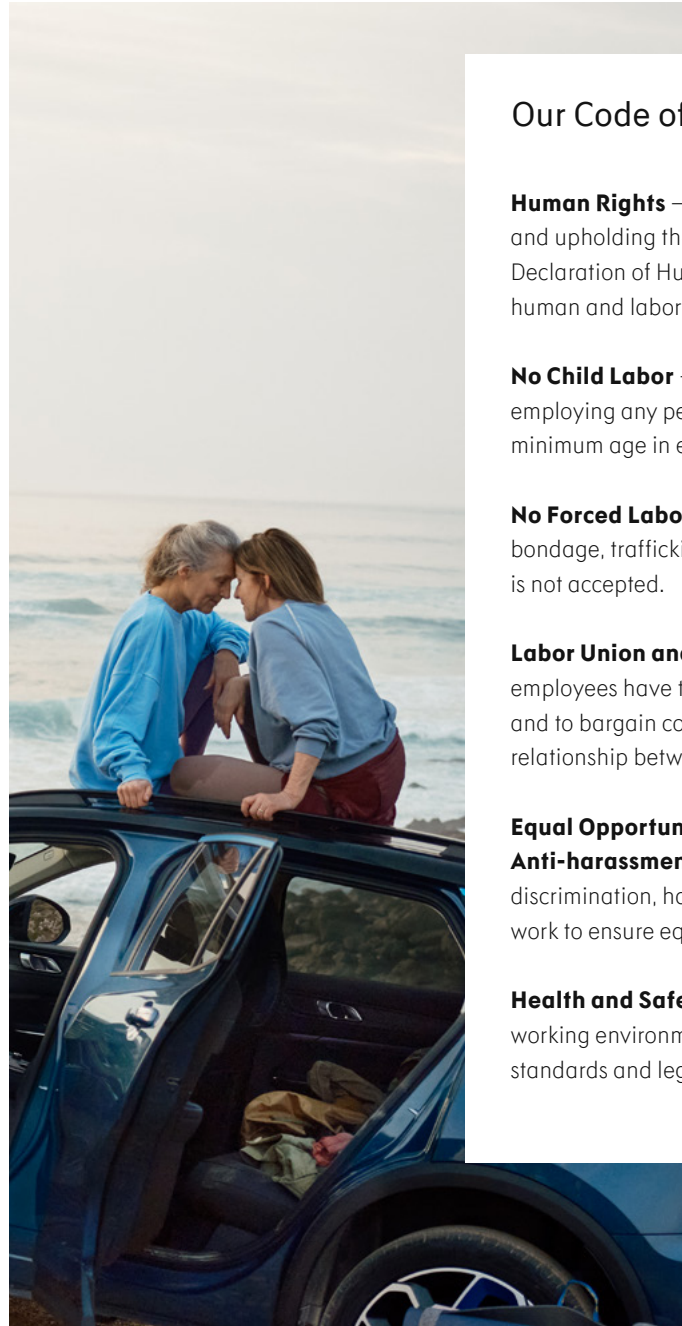 Our Code of
Human Rights –
and upholding th
Declaration of Hu
human and labor
No Child Labor
employing any pe
minimum age in e
No Forced Labo
bondage, traffick
is not accepted.
Labor Union an
employees have t
and to bargain co
relationship betw
Equal Opportun
Anti-harassmen
discrimination, ha
work to ensure eq
Health and Safe
working environm
standards and leg